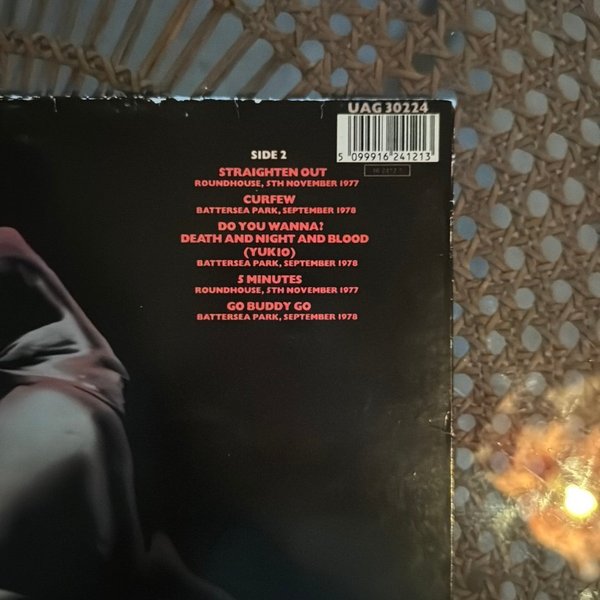 UAG 30224
5 099916 241213
SIDE 2
STRAIGHTEN OUT
ROUNDHOUSE, 5TH NOVEMBER 1977
CURFEW
BATTERSEA PARK, SEPTEMBER 1978
DO YOU WANNA?
DEATH AND NIGHT AND BLOOD
(YUKIO)
BATTERSEA PARK, SEPTEMBER 1978
5 MINUTES
ROUNDHOUSE, 5TH NOVEMBER 1977
GO BUDDY GO
BATTERSEA PARK, SEPTEMBER 1978